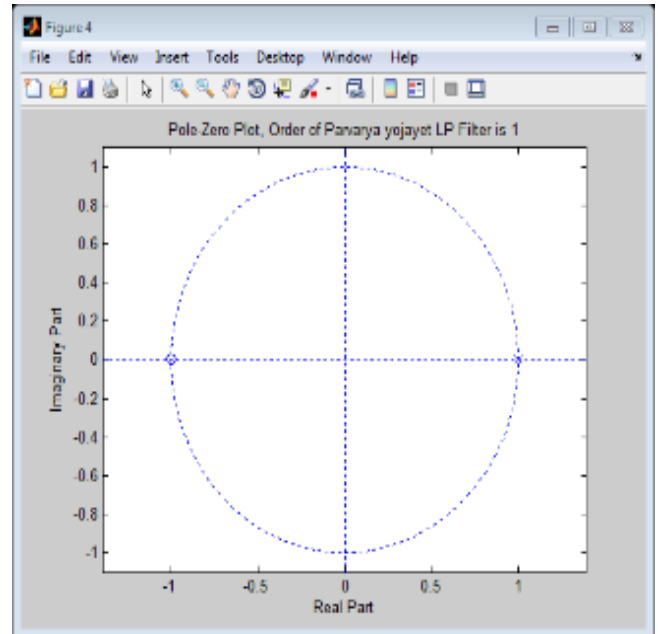 Figure 4
File Edit View Insert Tools Desktop Window Help
Pole-Zero Plot, Order of Parvarya yojayet LP Filter is 1
1
0.8
0.6
0.4
0.2
0
-0.2
-0.4
-0.6
-0.8
-1
Imaginary Part
-1 -0.5 0 0.5 1
Real Part